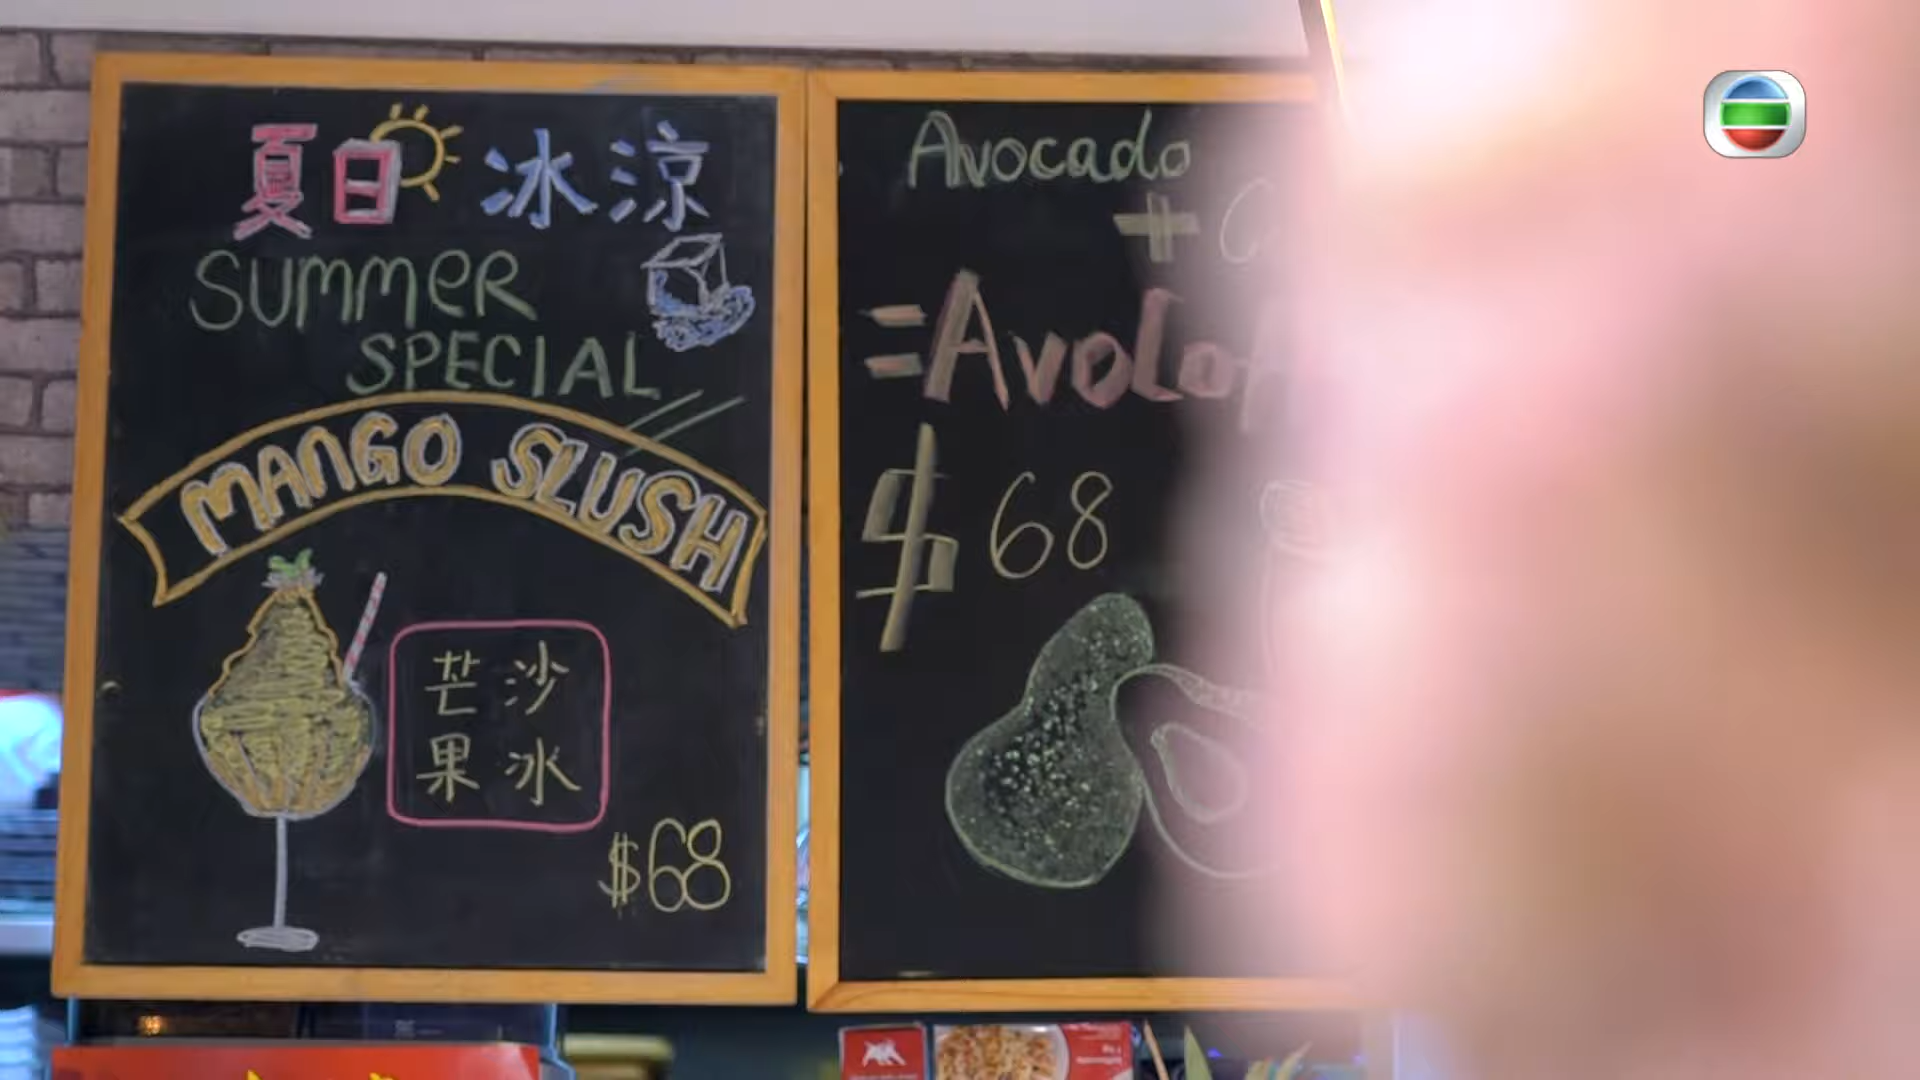 夏日冰涼
SUMMER
SPECIAL
MANGO SLUSH
芒果
沙冰
$68
Avocado
+
=AvoLo
$68